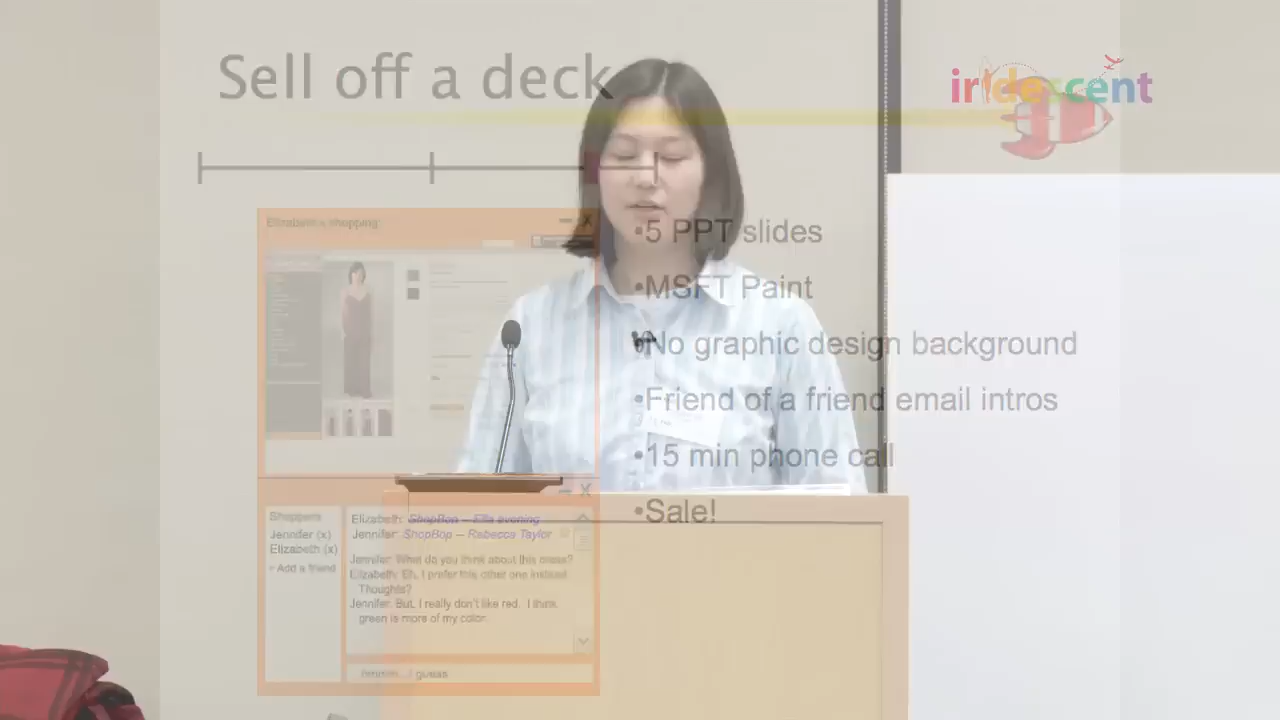 Sell off a deck
iridescent
Elizabeth's shopping
•5 PPT slides
•MSFT Paint
•No graphic design background
•Friend of a friend email intros
•15 min phone call
•Sale!
Shoppers
Jennifer (x)
Elizabeth (x)
+ Add a friend
Elizabeth: ShopBop – Ella evening
Jennifer: ShopBop – Rebecca Taylor
Jennifer: What do you think about this dress?
Elizabeth: Eh, I prefer this other one instead.
Thoughts?
Jennifer: But, I really don't like red. I think
green is more of my color.
I guess